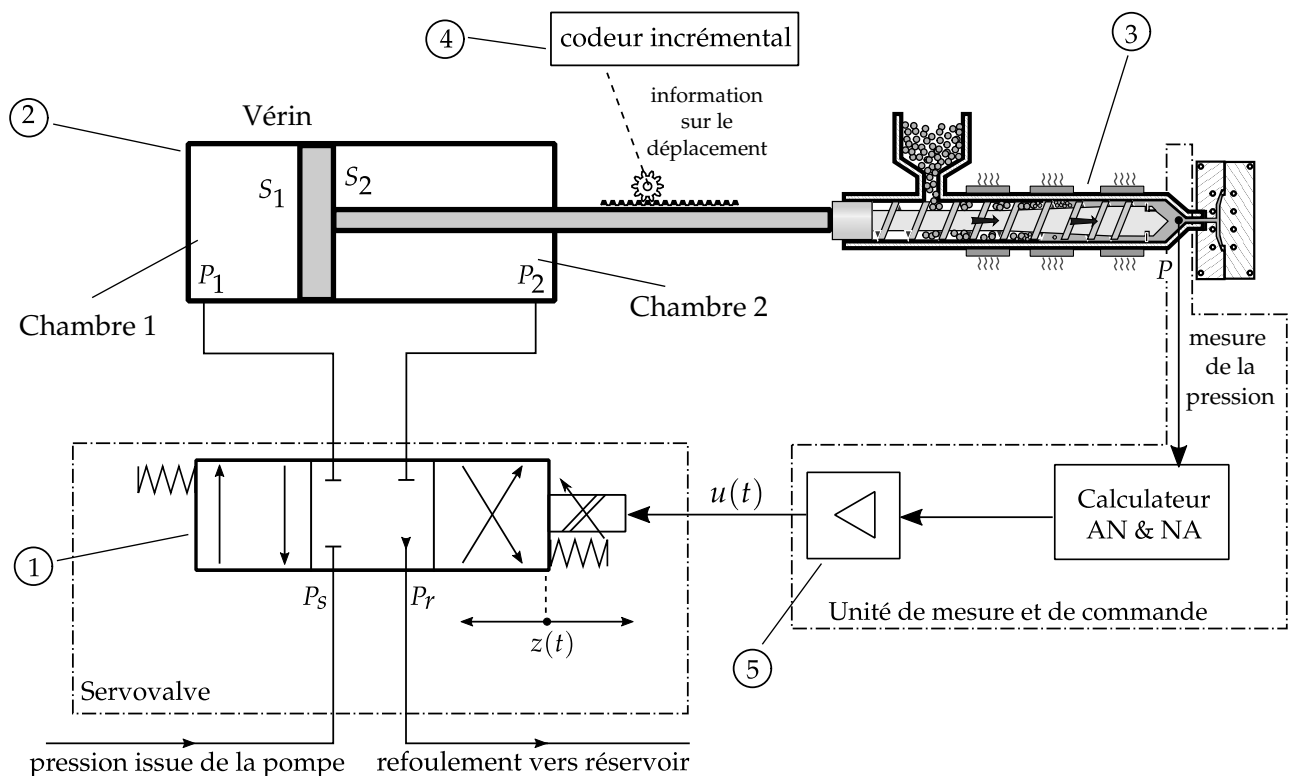 4
codeur incrémental
3
information
sur le
déplacement
2
Vérin
S1
S2
P1
P2
P
Chambre 1
Chambre 2
mesure
de la
pression
u(t)
Calculateur
AN & NA
1
Ps
Pr
z(t)
5
Unité de mesure et de commande
Servovalve
pression issue de la pompe
refoulement vers réservoir